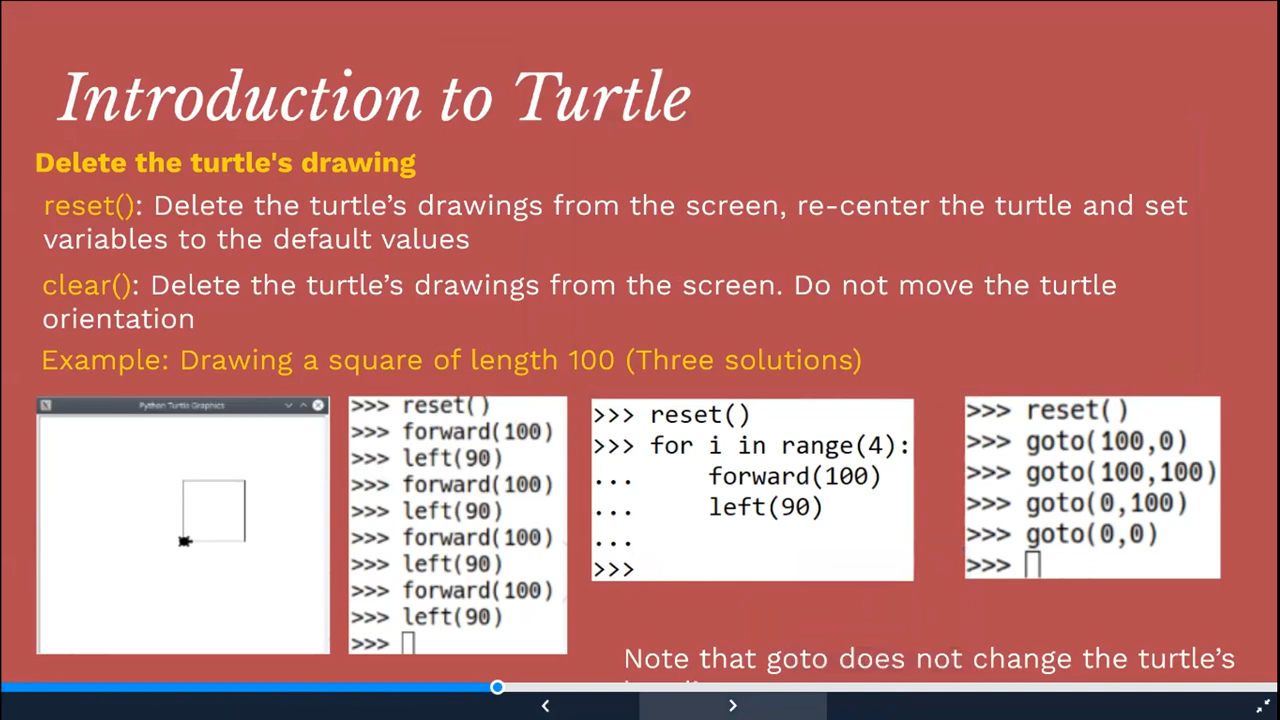 Introduction to Turtle
Delete the turtle's drawing
reset(): Delete the turtle’s drawings from the screen, re-center the turtle and set
variables to the default values
clear(): Delete the turtle’s drawings from the screen. Do not move the turtle
orientation
Example: Drawing a square of length 100 (Three solutions)
Python Turtle Graphics
>>> reset()
>>> forward(100)
>>> left(90)
>>> forward(100)
>>> left(90)
>>> forward(100)
>>> left(90)
>>> forward(100)
>>> left(90)
>>>
>>> reset()
>>> for i in range(4):
... forward(100)
... left(90)
...
>>>
>>> reset()
>>> goto(100,0)
>>> goto(100,100)
>>> goto(0,100)
>>> goto(0,0)
>>>
Note that goto does not change the turtle’s